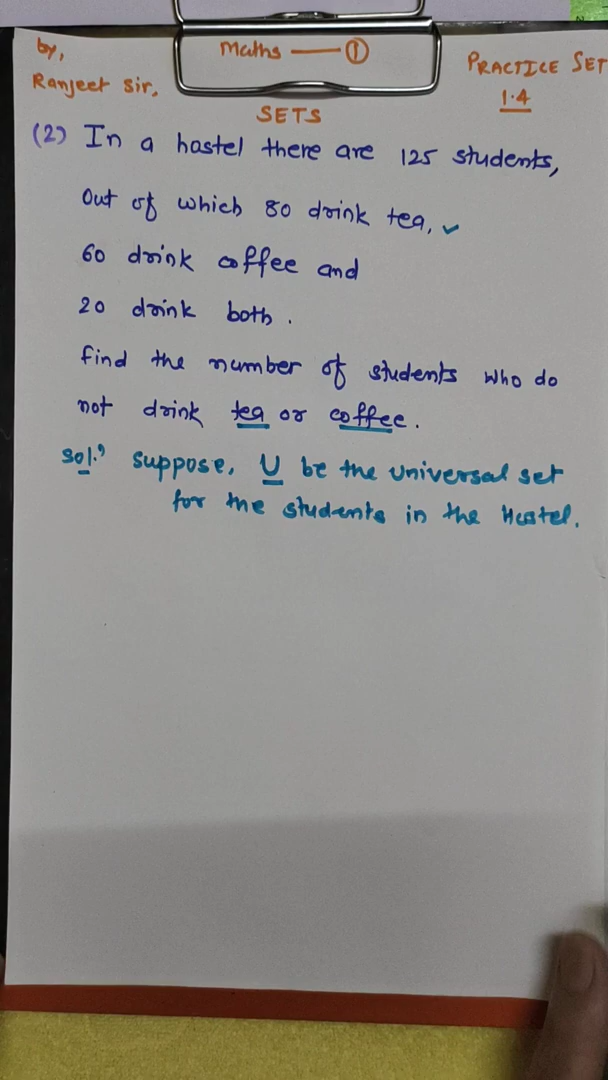 by,
Ranjeet Sir,
Maths — ①
PRACTICE SET
1.4
SETS
(2) In a hostel there are 125 students,
Out of which 80 drink tea, ✓
60 drink coffee and
20 drink both.
find the number of students who do
not drink tea or coffee.
Sol.ⁿ Suppose, U be the universal set
for the students in the Hostel.